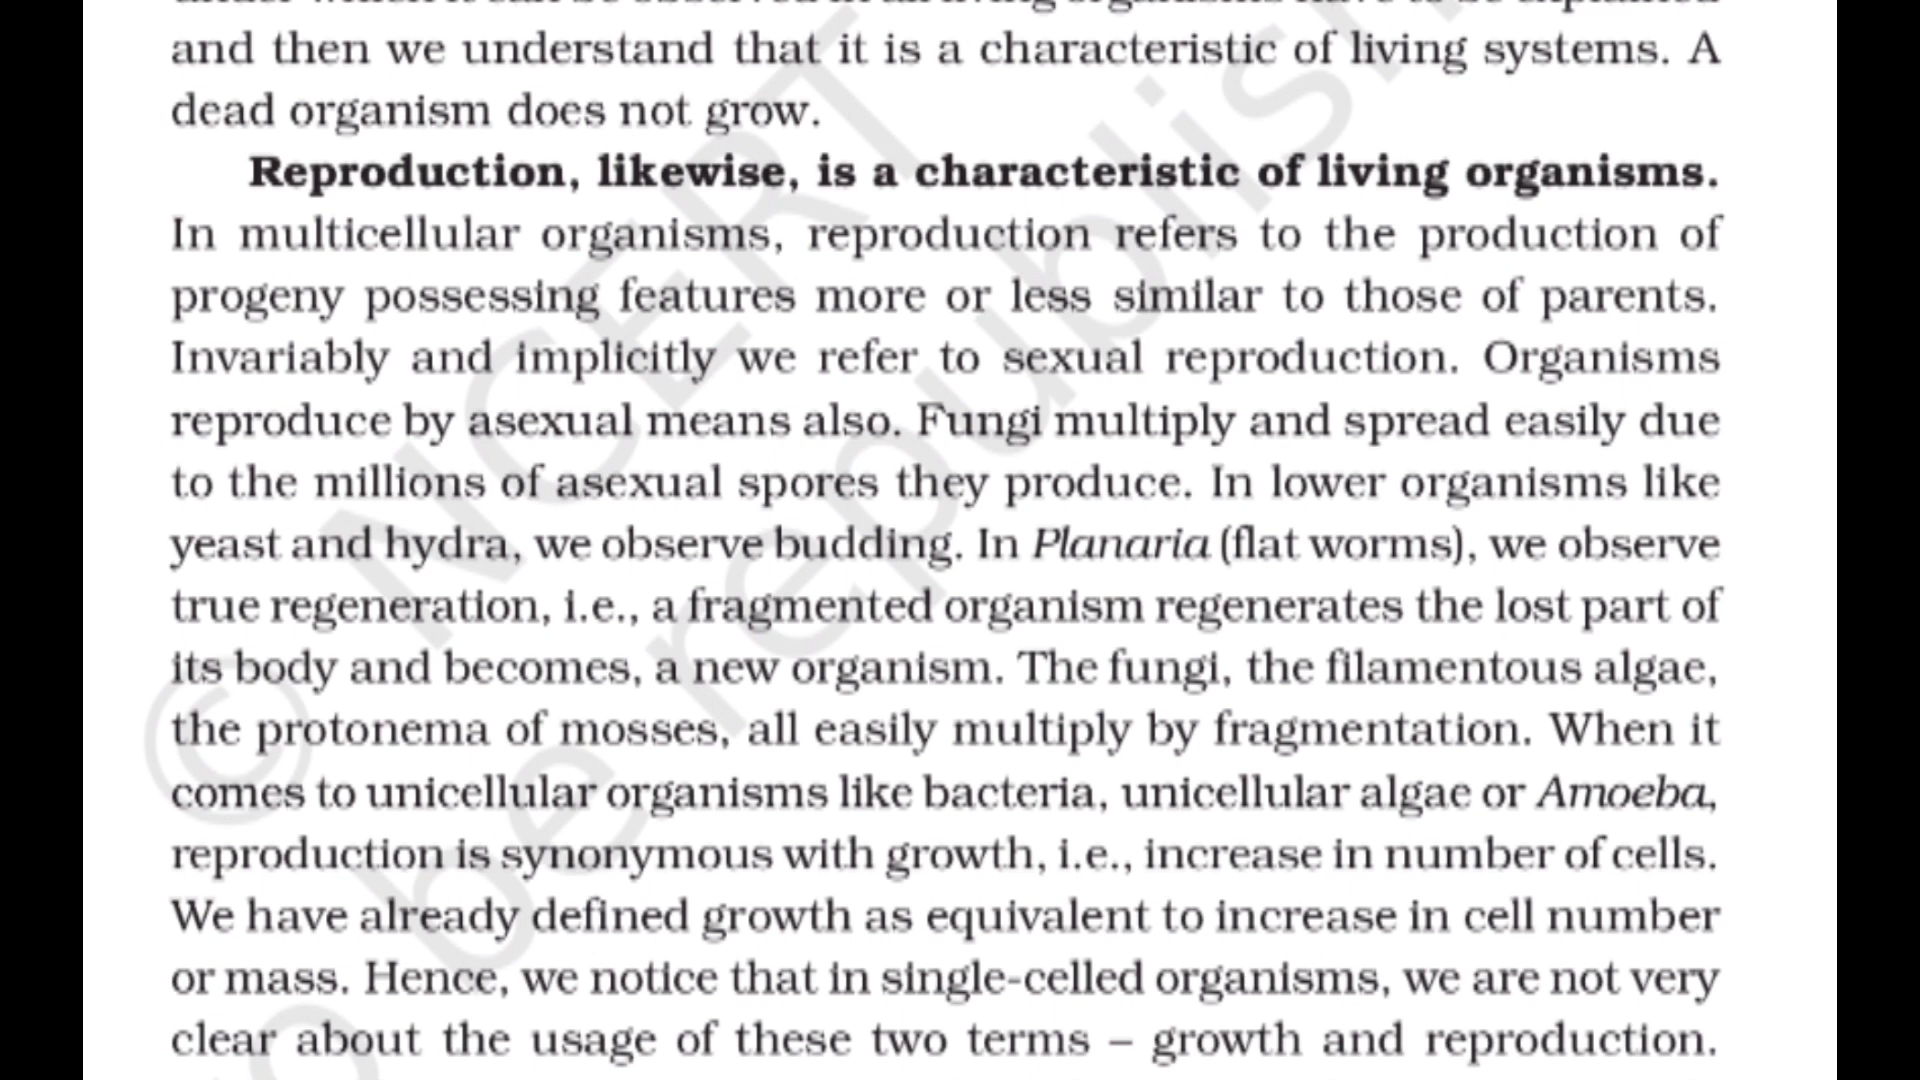 and then we understand that it is a characteristic of living systems. A
dead organism does not grow.
Reproduction, likewise, is a characteristic of living organisms.
In multicellular organisms, reproduction refers to the production of
progeny possessing features more or less similar to those of parents.
Invariably and implicitly we refer to sexual reproduction. Organisms
reproduce by asexual means also. Fungi multiply and spread easily due
to the millions of asexual spores they produce. In lower organisms like
yeast and hydra, we observe budding. In Planaria (flat worms), we observe
true regeneration, i.e., a fragmented organism regenerates the lost part of
its body and becomes, a new organism. The fungi, the filamentous algae,
the protonema of mosses, all easily multiply by fragmentation. When it
comes to unicellular organisms like bacteria, unicellular algae or Amoeba,
reproduction is synonymous with growth, i.e., increase in number of cells.
We have already defined growth as equivalent to increase in cell number
or mass. Hence, we notice that in single-celled organisms, we are not very
clear about the usage of these two terms – growth and reproduction.
© NCERT
be republis